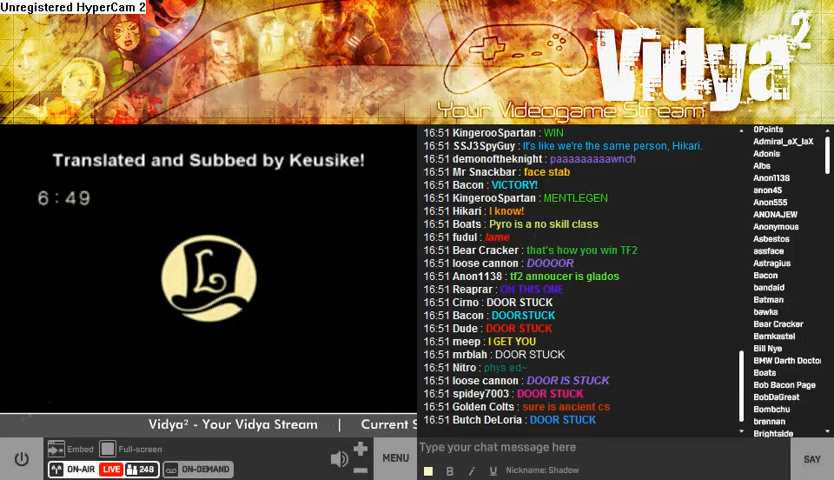 Unregistered HyperCam 2
Vidya²
Your Videogame Stream
Translated and Subbed by Keusike!
6:49
L
Vidya² - Your Vidya Stream | Current S
Embed
Full-screen
ON-AIR LIVE 248 ON-DEMAND
MENU
16:51 KingerooSpartan : WIN
16:51 SSJ3SpyGuy : It's like we're the same person, Hikari.
16:51 demonoftheknight : paaaaaaaawnch
16:51 Mr Snackbar : face stab
16:51 Bacon : VICTORY!
16:51 KingerooSpartan : MENTLEGEN
16:51 Hikari : I know!
16:51 Boats : Pyro is a no skill class
16:51 fudul : lame
16:51 Bear Cracker : that's how you win TF2
16:51 loose cannon : DOOOOR
16:51 Anon1138 : tf2 annoucer is glados
16:51 Reaprar : OH THIS ONE
16:51 Cirno : DOOR STUCK
16:51 Bacon : DOORSTUCK
16:51 Dude : DOOR STUCK
16:51 meep : I GET YOU
16:51 mrblah : DOOR STUCK
16:51 Nitro : phys ed~
16:51 loose cannon : DOOR IS STUCK
16:51 spidey7003 : DOOR STUCK
16:51 Golden Colts : sure is ancient cs
16:51 Butch DeLoria : DOOR STUCK
Type your chat message here
B I U Nickname: Shadow
SAY
0Points
Admiral_eX_laX
Adonis
Albs
Anon1138
anon45
Anon555
ANONAJEW
Anonymous
Asbestos
assface
Astragius
Bacon
bandaid
Batman
bawks
Bear Cracker
Bernkastel
Bill Nye
BMW Darth Docto
Boats
Bob Bacon Page
BobDaGreat
Bombchu
brennan
Brightside